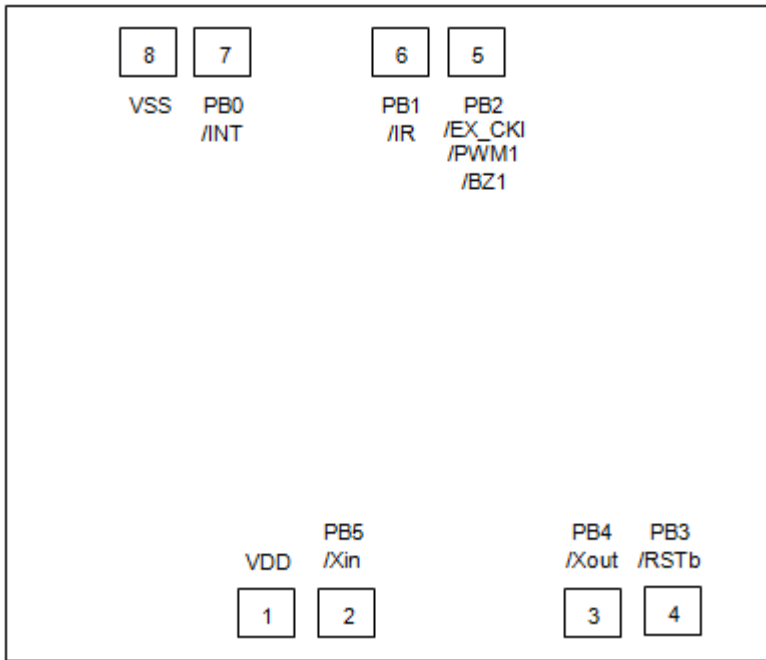 8 7 6 5
VSS PB0 PB1 PB2
/INT /IR /EX_CKI
/PWM1
/BZ1
PB5 PB4 PB3
VDD /Xin /Xout /RSTb
1 2 3 4